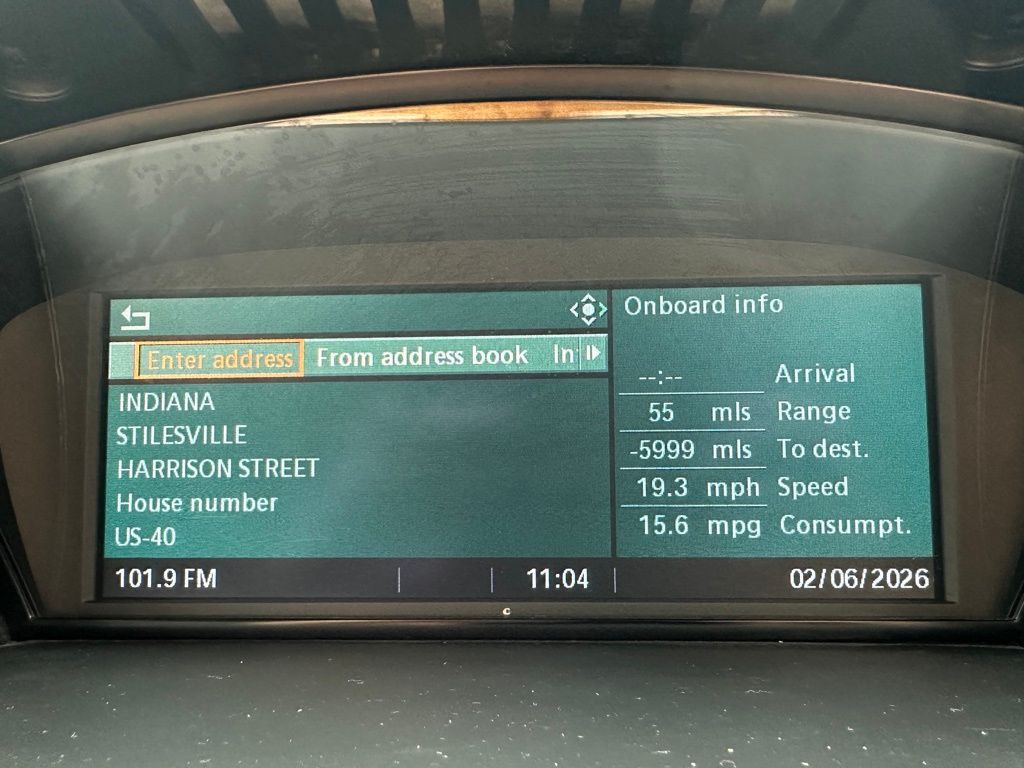 Onboard info
Enter address From address book In
INDIANA
STILESVILLE
HARRISON STREET
House number
US-40
--:-- Arrival
55 mls Range
-5999 mls To dest.
19.3 mph Speed
15.6 mpg Consumpt.
101.9 FM 11:04 02/06/2026
c